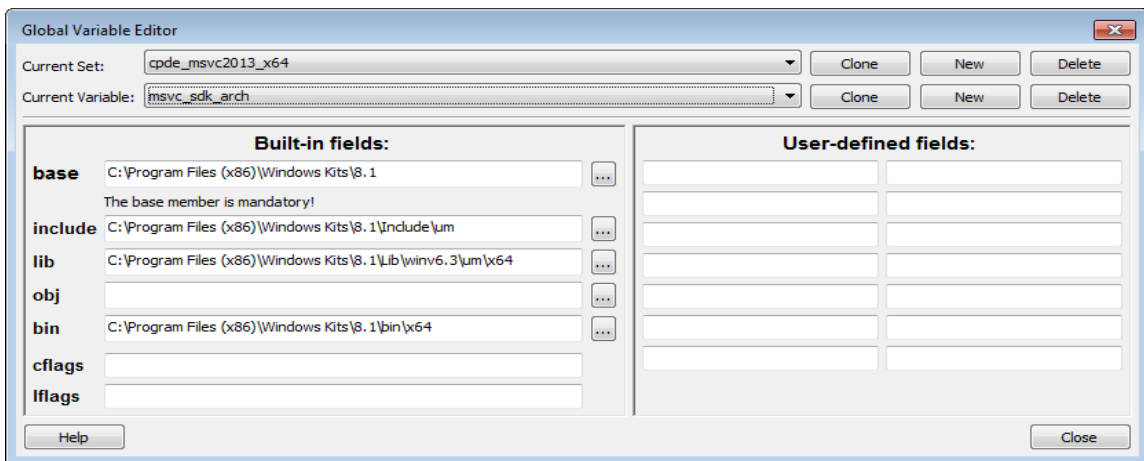 Global Variable Editor
Current Set: cpde_msvc2013_x64 Clone New Delete
Current Variable: msvc_sdk_arch Clone New Delete
Built-in fields: User-defined fields:
base C:\Program Files (x86)\Windows Kits\8.1 ...
The base member is mandatory!
include C:\Program Files (x86)\Windows Kits\8.1\Include\um ...
lib C:\Program Files (x86)\Windows Kits\8.1\Lib\winv6.3\um\x64 ...
obj ...
bin C:\Program Files (x86)\Windows Kits\8.1\bin\x64 ...
cflags
lflags
Help Close